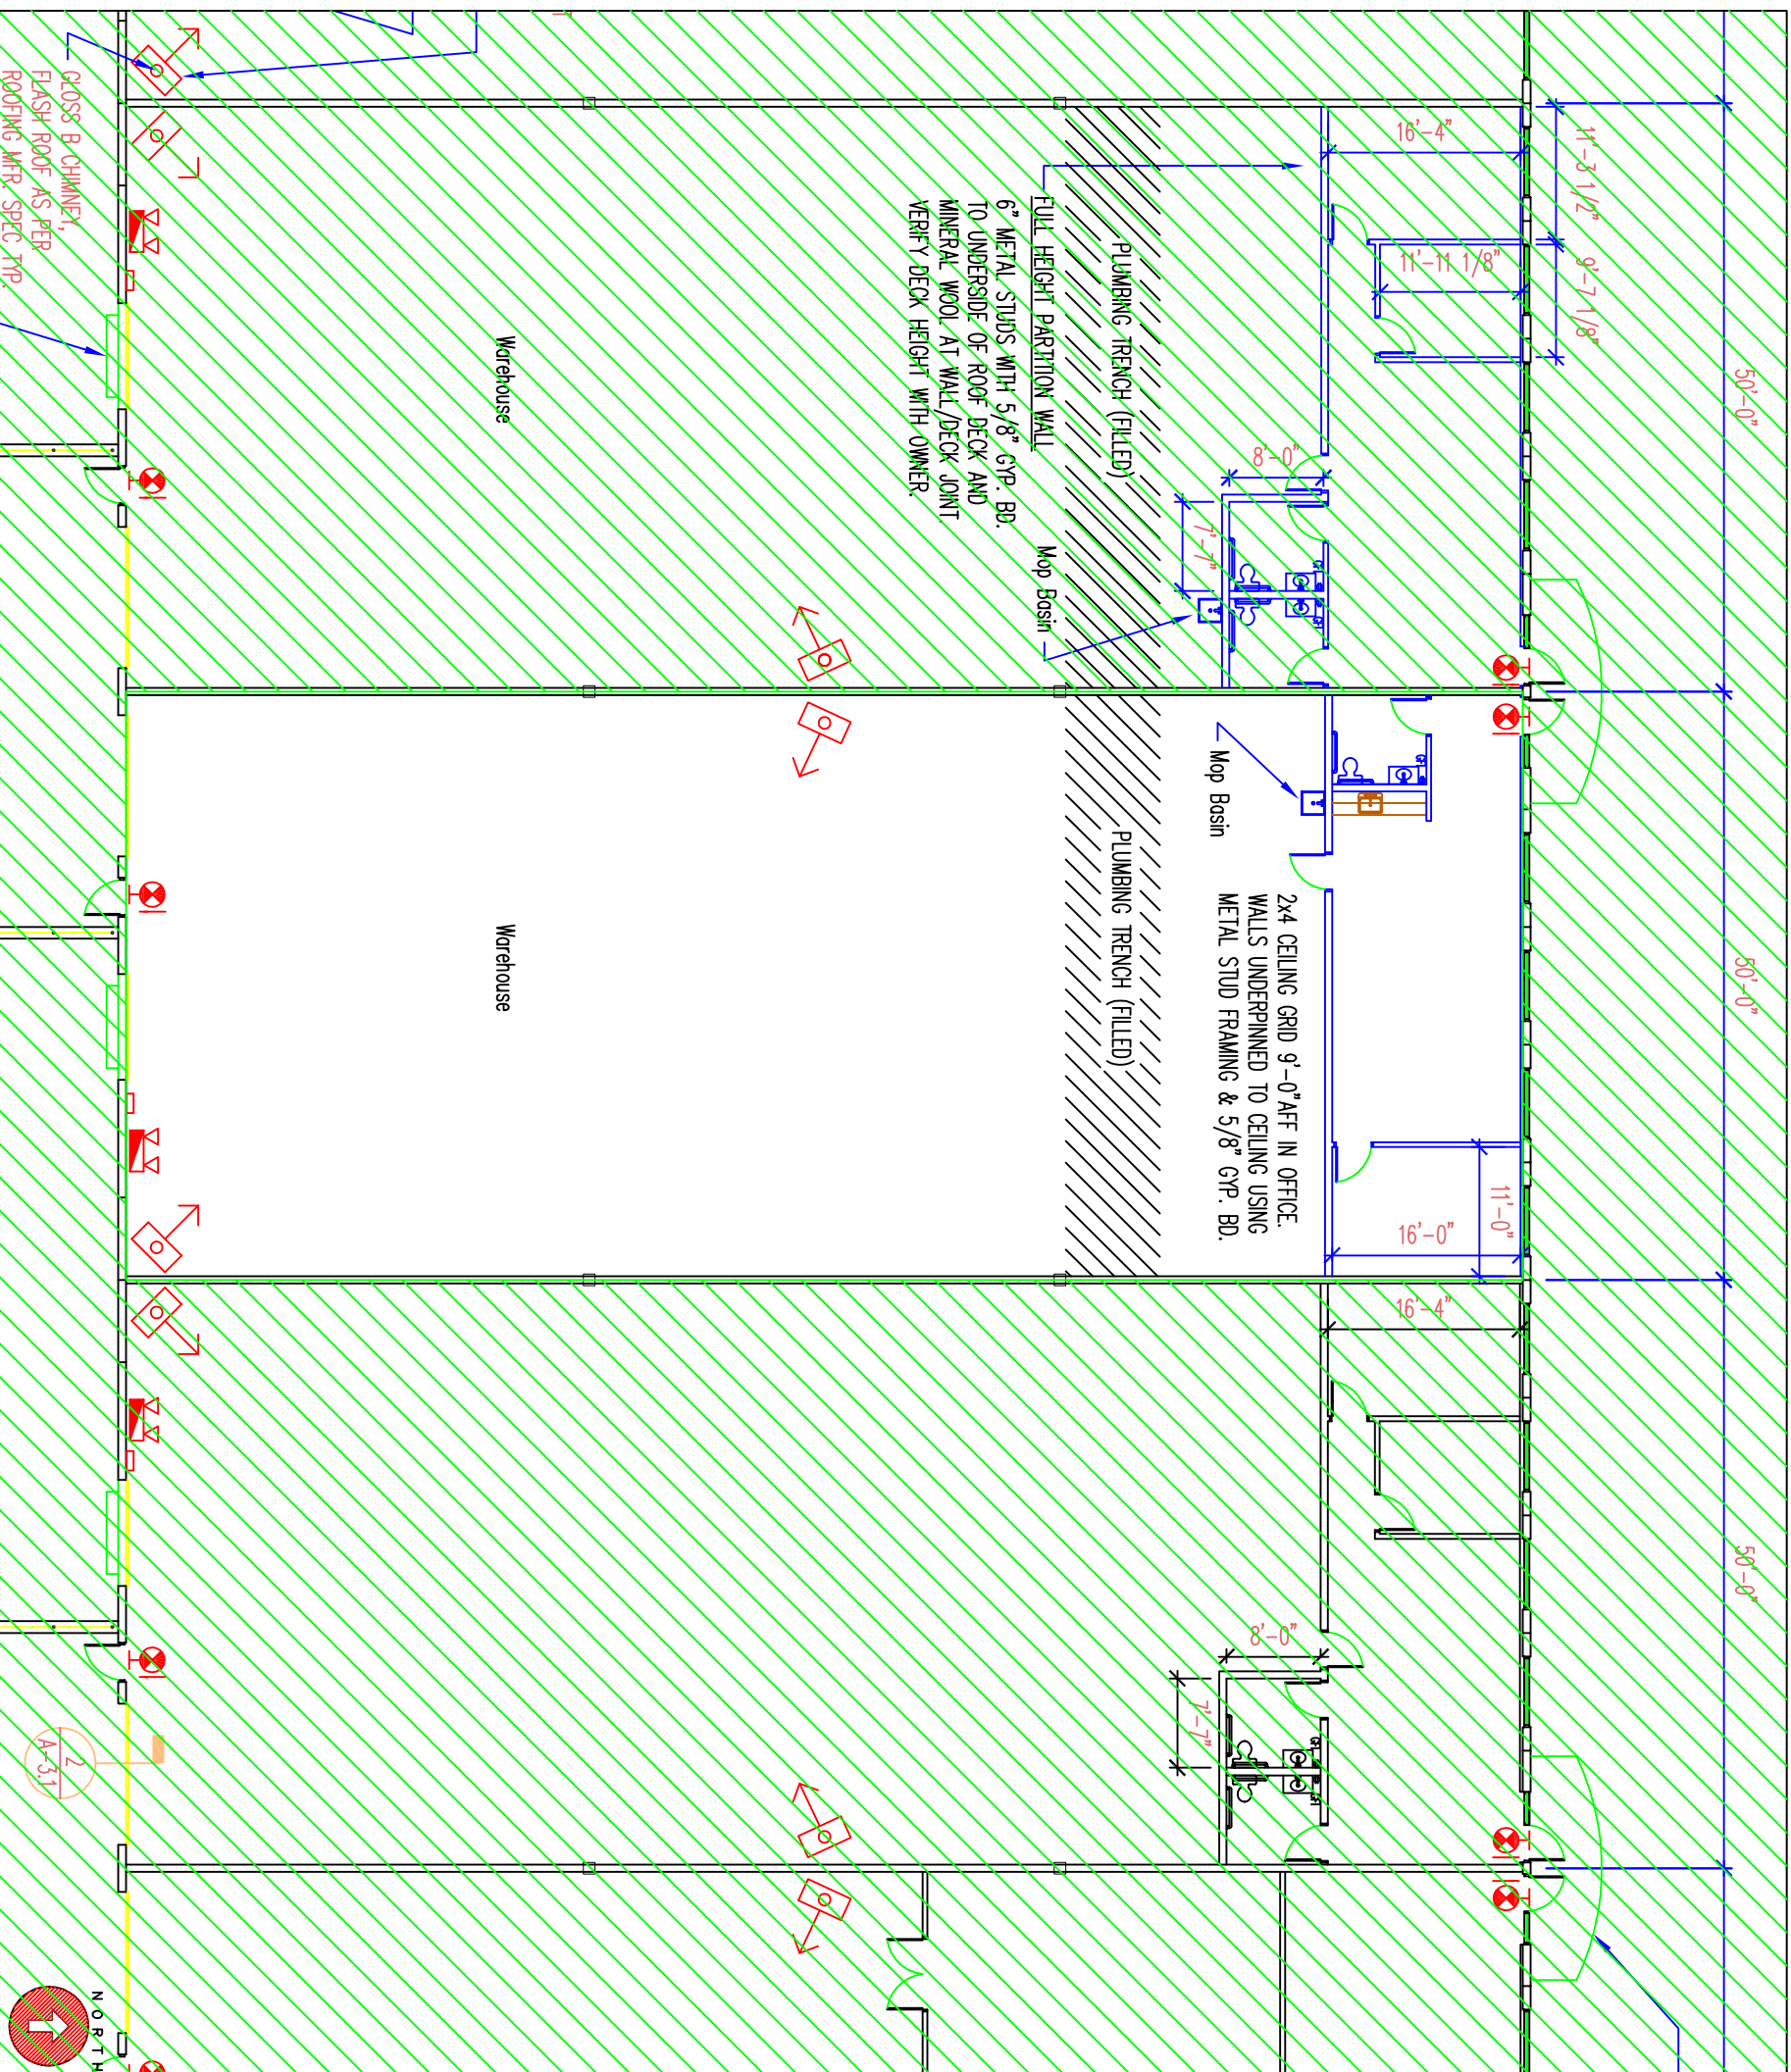 50'-0"
50'-0"
50'-0"
11'-3 1/2"
9'-7 1/8"
16'-4"
11'-11 1/8"
8'-0"
7'-7"
GFI
GFI
PLUMBING TRENCH (FILLED)
FULL HEIGHT PARTITION WALL
6" METAL STUDS WITH 5/8" GYP. BD.
TO UNDERSIDE OF ROOF DECK AND
MINERAL WOOL AT WALL/DECK JOINT
VERIFY DECK HEIGHT WITH OWNER.
Mop Basin
Warehouse
GLOSS B CHIMNEY,
FLASH ROOF AS PER
ROOFING MFR. SPEC TYP.
GFI
Mop Basin
2x4 CEILING GRID 9'-0"AFF IN OFFICE.
WALLS UNDERPINNED TO CEILING USING
METAL STUD FRAMING & 5/8" GYP. BD.
11'-0"
16'-0"
PLUMBING TRENCH (FILLED)
Warehouse
16'-4"
8'-0"
7'-7"
GFI
GFI
2
A-3.1
NORTH